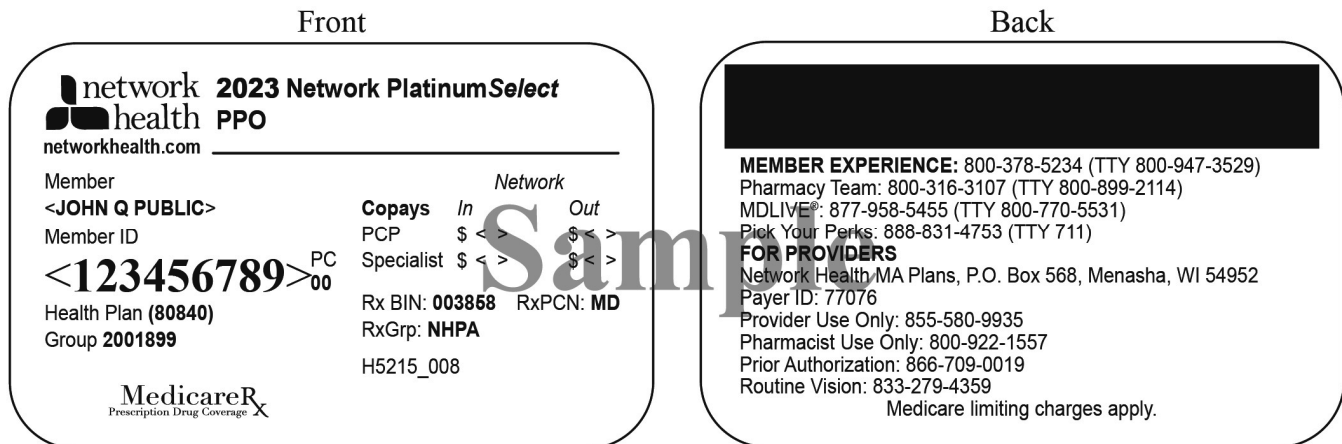 Front
network health
2023 Network PlatinumSelect
PPO
networkhealth.com
Member
<JOHN Q PUBLIC>
Member ID
<123456789> PC 00
Health Plan (80840)
Group 2001899
Network
Copays In Out
PCP $ < > $ < >
Specialist $ < > $ < >
Rx BIN: 003858 RxPCN: MD
RxGrp: NHPA
H5215_008
MedicareRx
Prescription Drug Coverage
Sample
Back
MEMBER EXPERIENCE: 800-378-5234 (TTY 800-947-3529)
Pharmacy Team: 800-316-3107 (TTY 800-899-2114)
MDLIVE®: 877-958-5455 (TTY 800-770-5531)
Pick Your Perks: 888-831-4753 (TTY 711)
FOR PROVIDERS
Network Health MA Plans, P.O. Box 568, Menasha, WI 54952
Payer ID: 77076
Provider Use Only: 855-580-9935
Pharmacist Use Only: 800-922-1557
Prior Authorization: 866-709-0019
Routine Vision: 833-279-4359
Medicare limiting charges apply.